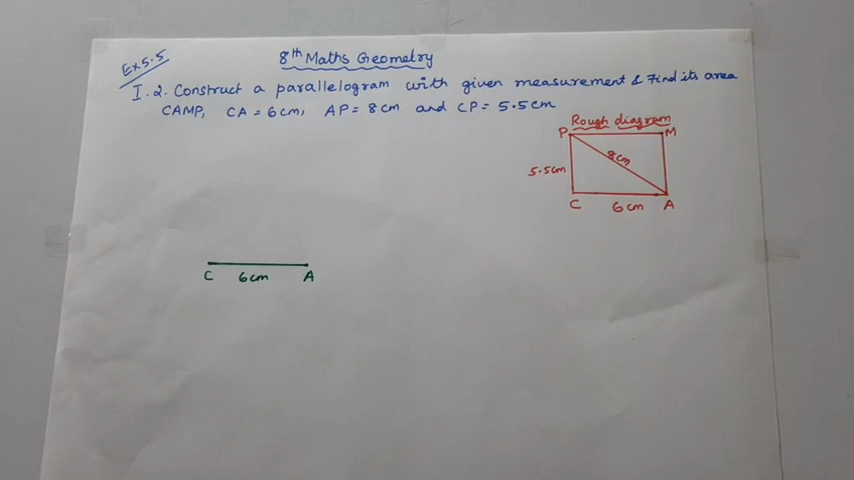 Ex 5.5
8th Maths Geometry
I. 2. Construct a parallelogram with given measurement & Find its area
CAMP, CA = 6cm, AP = 8cm and CP = 5.5cm
Rough diagram
P M
8cm
5.5cm
C 6cm A
C 6cm A